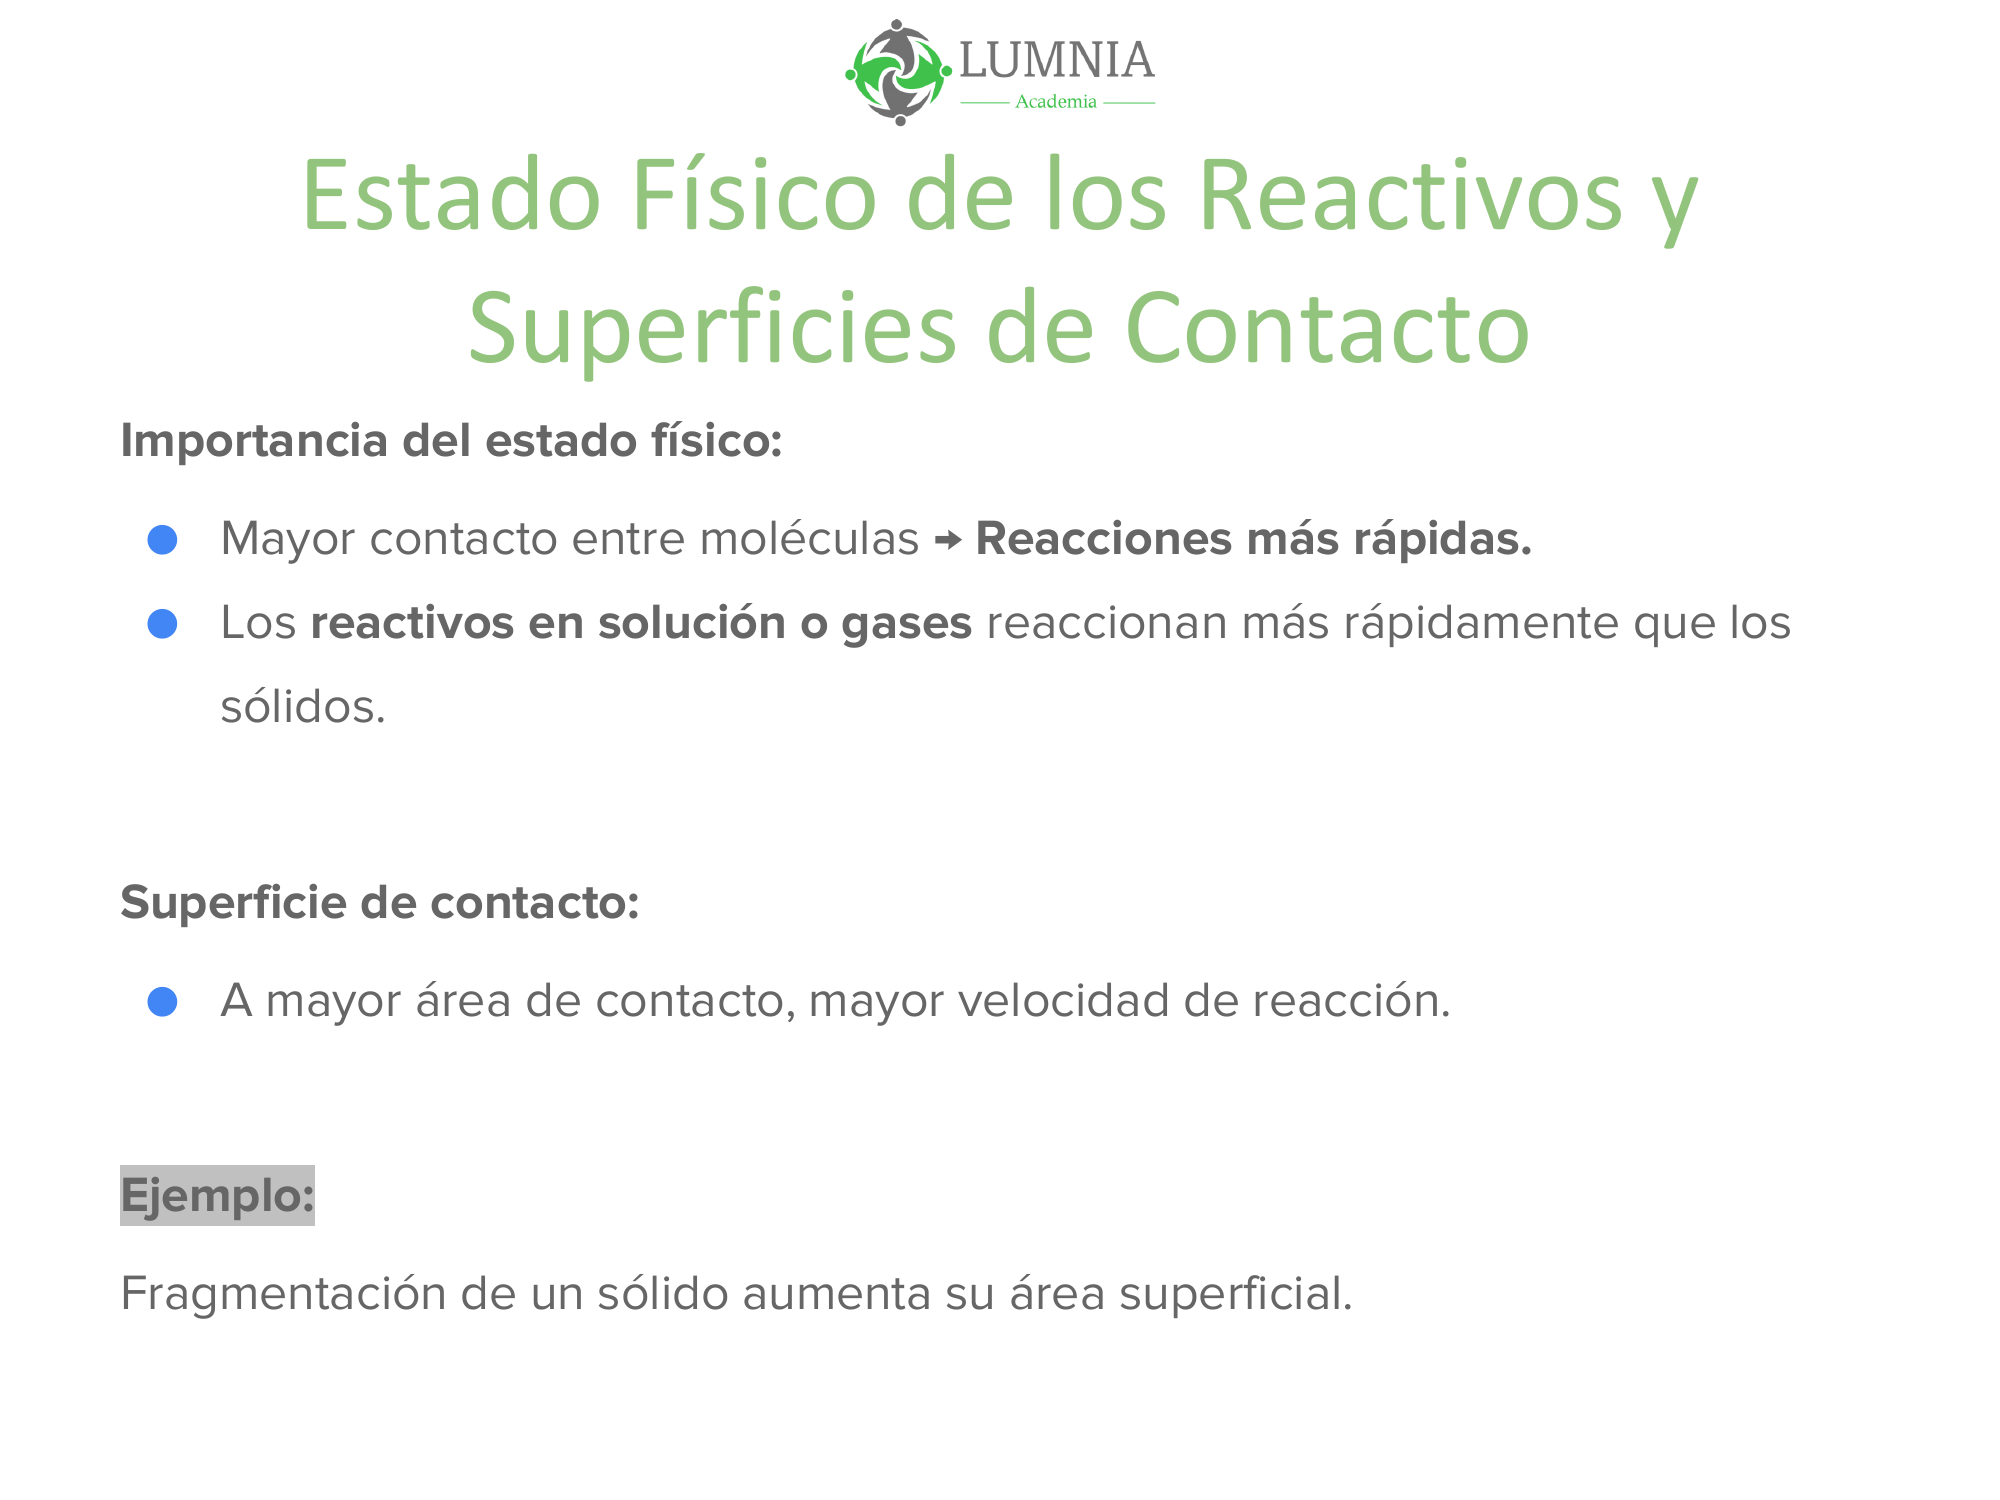 LUMNIA
Academia
Estado Físico de los Reactivos y
Superficies de Contacto
Importancia del estado físico:
● Mayor contacto entre moléculas → Reacciones más rápidas.
● Los reactivos en solución o gases reaccionan más rápidamente que los
sólidos.
Superficie de contacto:
● A mayor área de contacto, mayor velocidad de reacción.
Ejemplo:
Fragmentación de un sólido aumenta su área superficial.